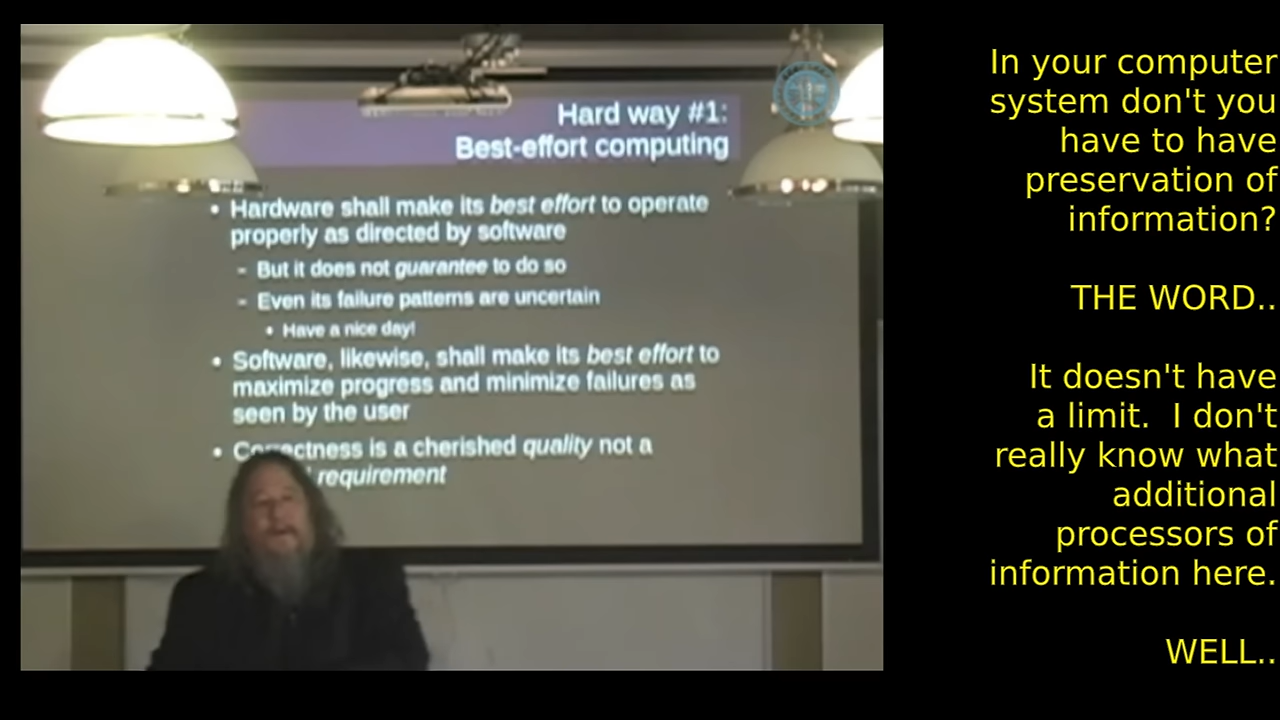 Hard way #1:
Best-effort computing
• Hardware shall make its best effort to operate
properly as directed by software
- But it does not guarantee to do so
- Even its failure patterns are uncertain
• Have a nice day!
• Software, likewise, shall make its best effort to
maximize progress and minimize failures as
seen by the user
• Correctness is a cherished quality not a
requirement
In your computer
system don't you
have to have
preservation of
information?
THE WORD..
It doesn't have
a limit.  I don't
really know what
additional
processors of
information here.
WELL..